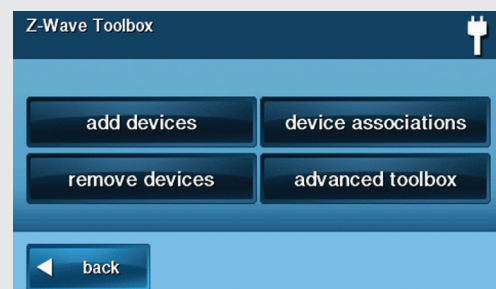 Z-Wave Toolbox
add devices
device associations
remove devices
advanced toolbox
back